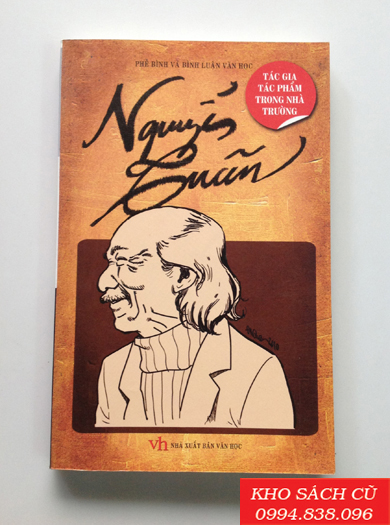 PHÊ BÌNH VÀ BÌNH LUẬN VĂN HỌC
TÁC GIA
TÁC PHẨM
TRONG NHÀ
TRƯỜNG
Nguyễn
Tuân
vh NHÀ XUẤT BẢN VĂN HỌC
KHO SÁCH CŨ
0994.838.096